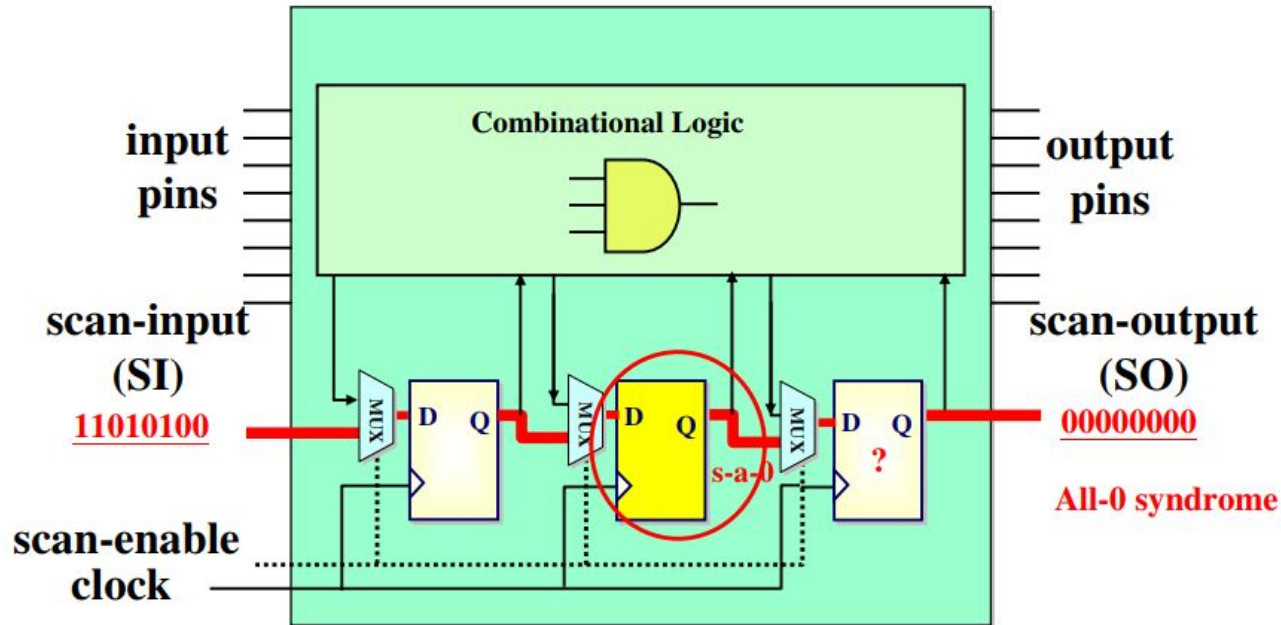 Combinational Logic
input
pins
output
pins
scan-input
(SI)
11010100
scan-output
(SO)
00000000
MUX
D
Q
MUX
D
Q
s-a-0
MUX
D
Q
?
All-0 syndrome
scan-enable
clock